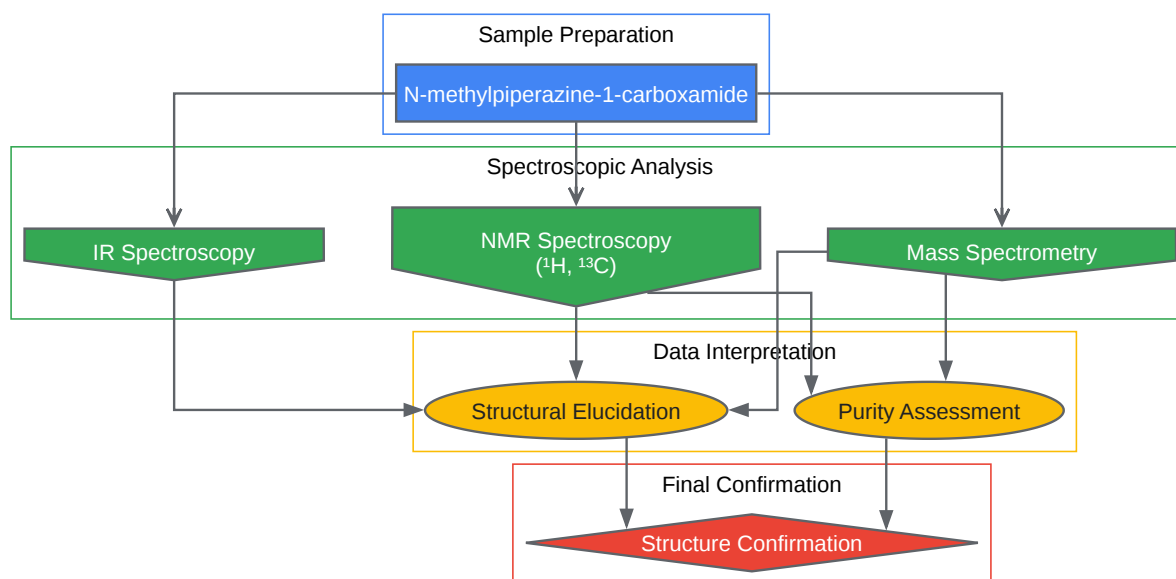 Sample Preparation
N-methylpiperazine-1-carboxamide
Spectroscopic Analysis
IR Spectroscopy
NMR Spectroscopy
(¹H, ¹³C)
Mass Spectrometry
Data Interpretation
Structural Elucidation
Purity Assessment
Final Confirmation
Structure Confirmation